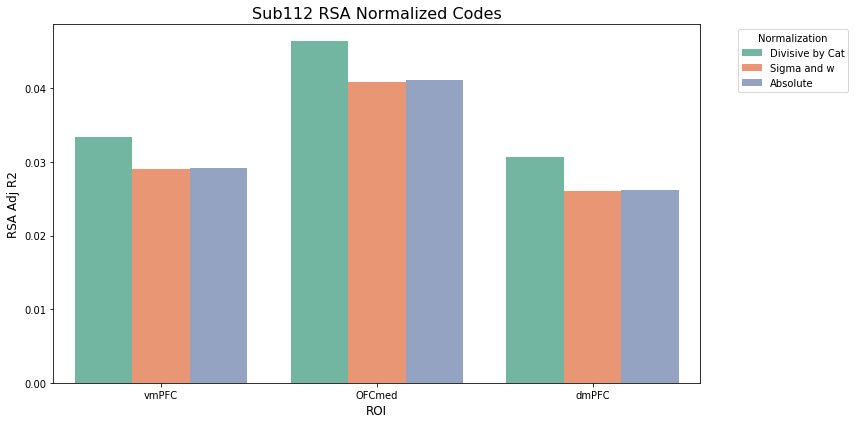 Sub112 RSA Normalized Codes
Normalization
Divisive by Cat
Sigma and w
Absolute
RSA Adj R2
0.04
0.03
0.02
0.01
0.00
vmPFC
OFCmed
dmPFC
ROI